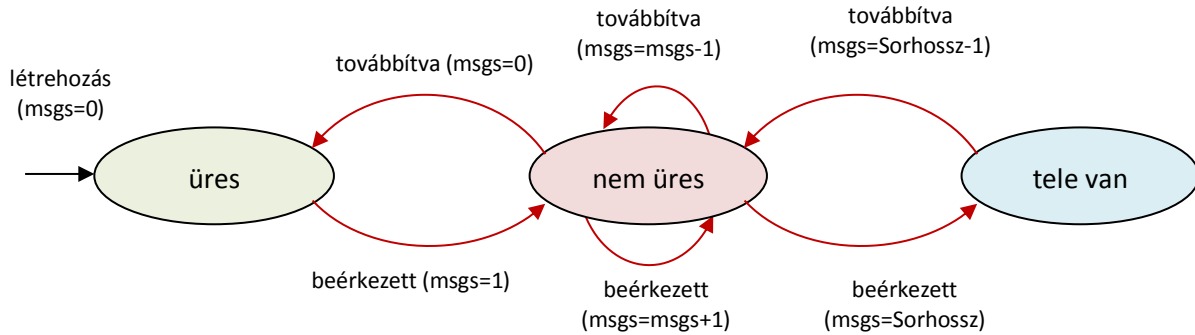 létrehozás
(msgs=0)
továbbítva (msgs=0)
továbbítva
(msgs=msgs-1)
továbbítva
(msgs=Sorhossz-1)
üres
nem üres
tele van
beérkezett (msgs=1)
beérkezett
(msgs=msgs+1)
beérkezett
(msgs=Sorhossz)